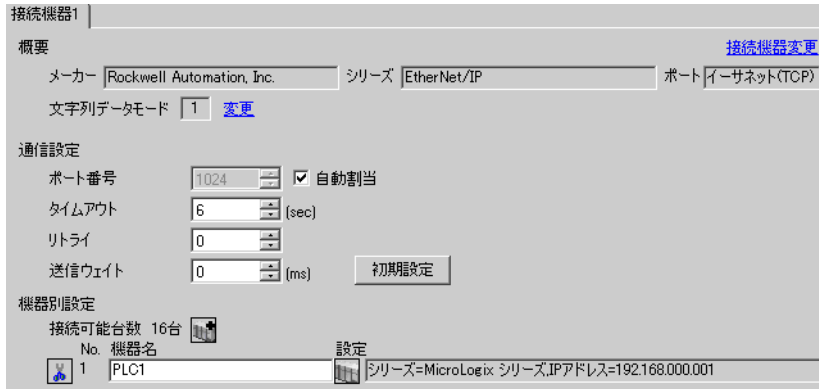 接続機器1
概要 接続機器変更
メーカー Rockwell Automation, Inc. シリーズ EtherNet/IP ポート イーサネット(TCP)
文字列データモード 1 変更
通信設定
ポート番号 1024 自動割当
タイムアウト 6 (sec)
リトライ 0
送信ウェイト 0 (ms) 初期設定
機器別設定
接続可能台数 16台
No. 機器名 設定
1 PLC1 シリーズ=MicroLogix シリーズ,IPアドレス=192.168.000.001